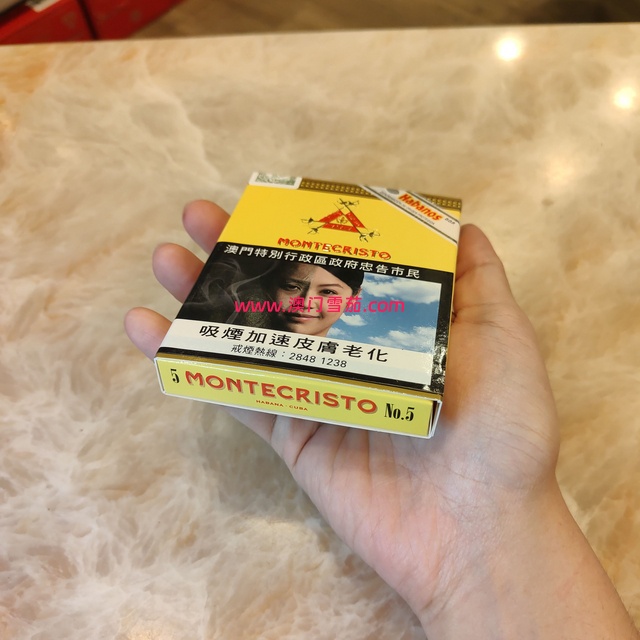 Habanos
MONTECRISTO
澳門特別行政區政府忠告市民
www.澳门雪茄.com
吸煙加速皮膚老化
戒煙熱線：2848 1238
5 MONTECRISTO No.5
HABANA - CUBA